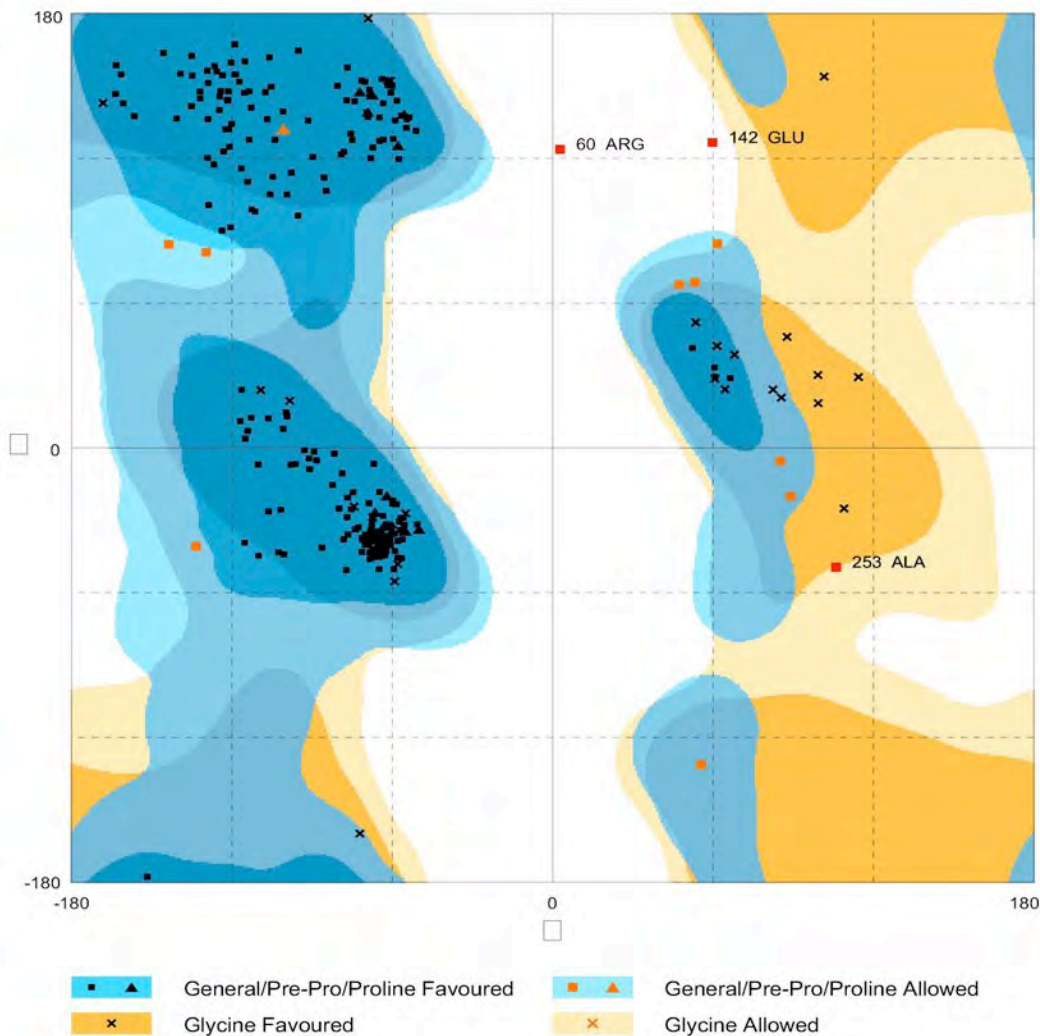 180
60 ARG
142 GLU
0
253 ALA
-180
-180
0
180
General/Pre-Pro/Proline Favoured
General/Pre-Pro/Proline Allowed
Glycine Favoured
Glycine Allowed